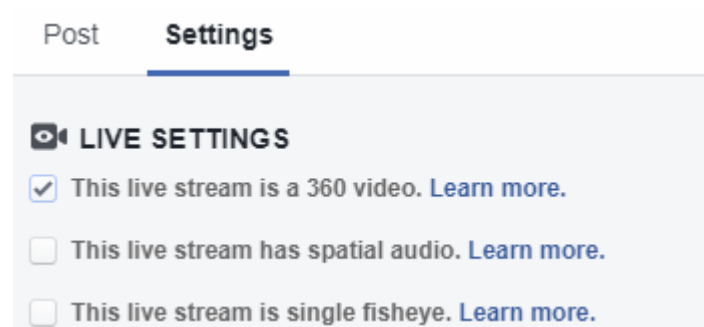 Post Settings
LIVE SETTINGS
This live stream is a 360 video. Learn more.
This live stream has spatial audio. Learn more.
This live stream is single fisheye. Learn more.